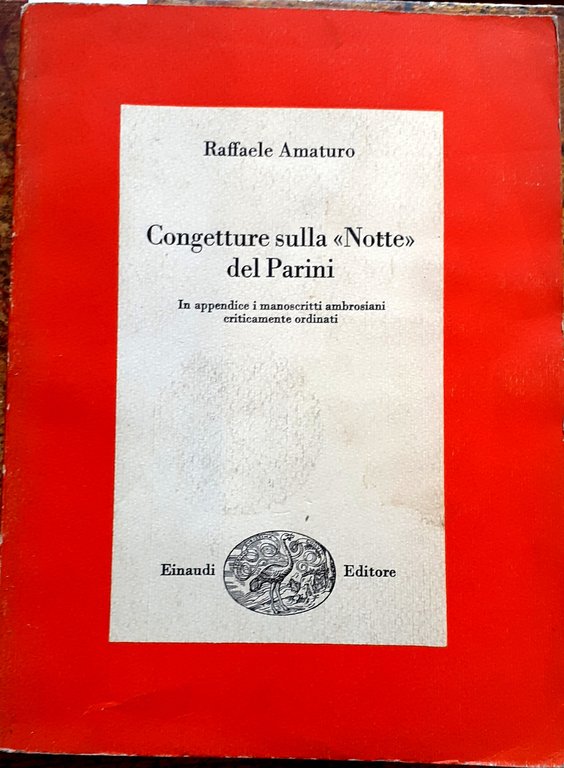 Raffaele Amaturo
Congetture sulla «Notte»
del Parini
In appendice i manoscritti ambrosiani
criticamente ordinati
Einaudi Editore